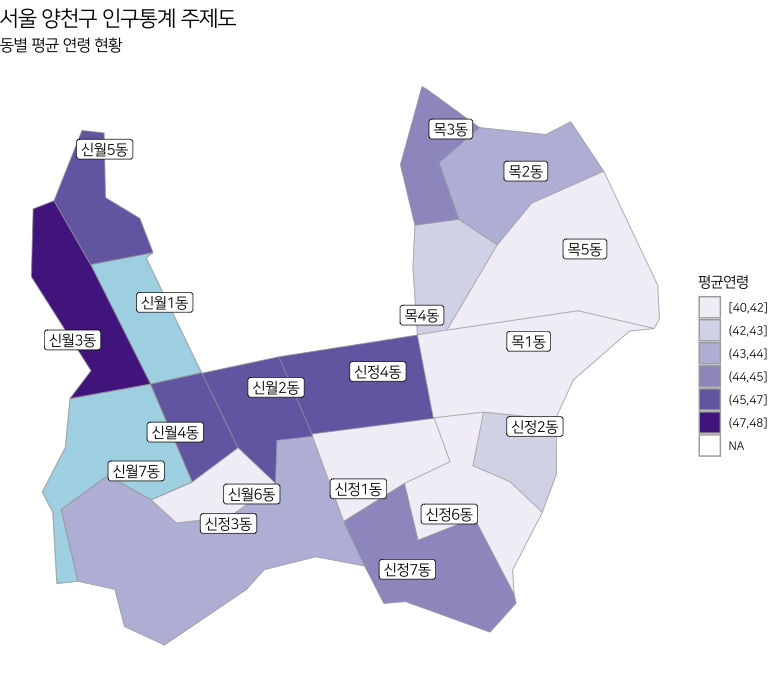 서울 양천구 인구통계 주제도
동별 평균 연령 현황
목3동
신월5동
목2동
목5동
신월1동
목4동
신월3동
목1동
신정4동
신월2동
신정2동
신월4동
신월7동
신정1동
신월6동
신정6동
신정3동
신정7동
평균연령
[40,42]
(42,43]
(43,44]
(44,45]
(45,47]
(47,48]
NA